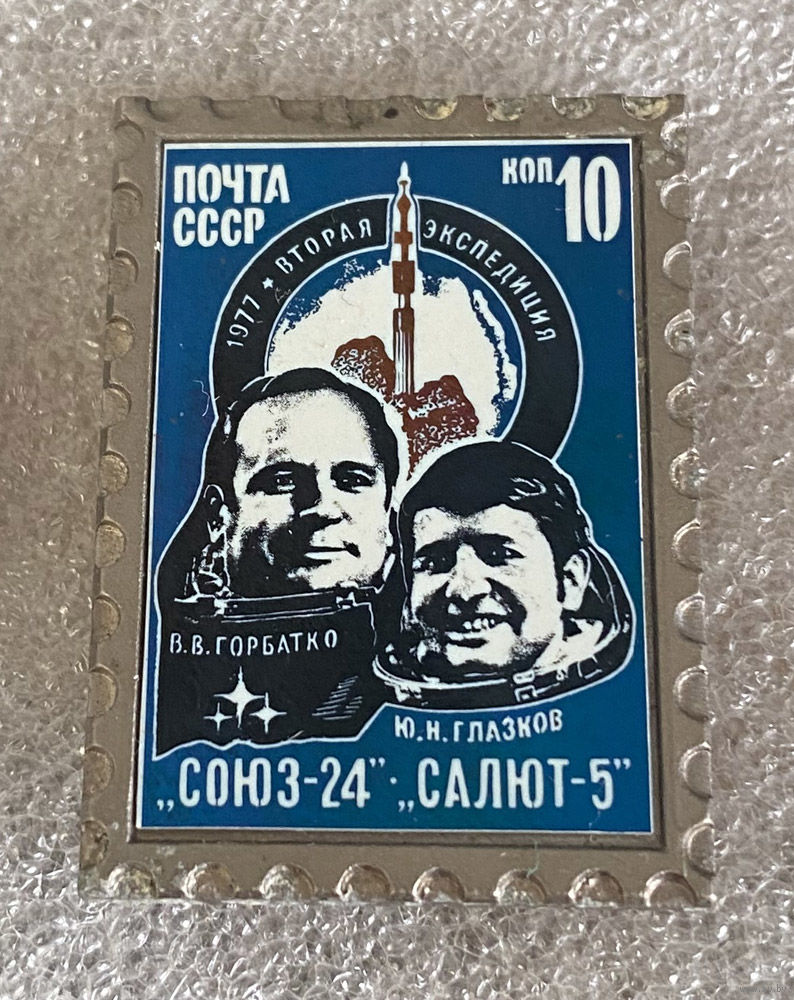 ПОЧТА
СССР
КОП 10
1977 ★ ВТОРАЯ ЭКСПЕДИЦИЯ
В.В.ГОРБАТКО
Ю.Н.ГЛАЗКОВ
„СОЮЗ-24”·„САЛЮТ-5”